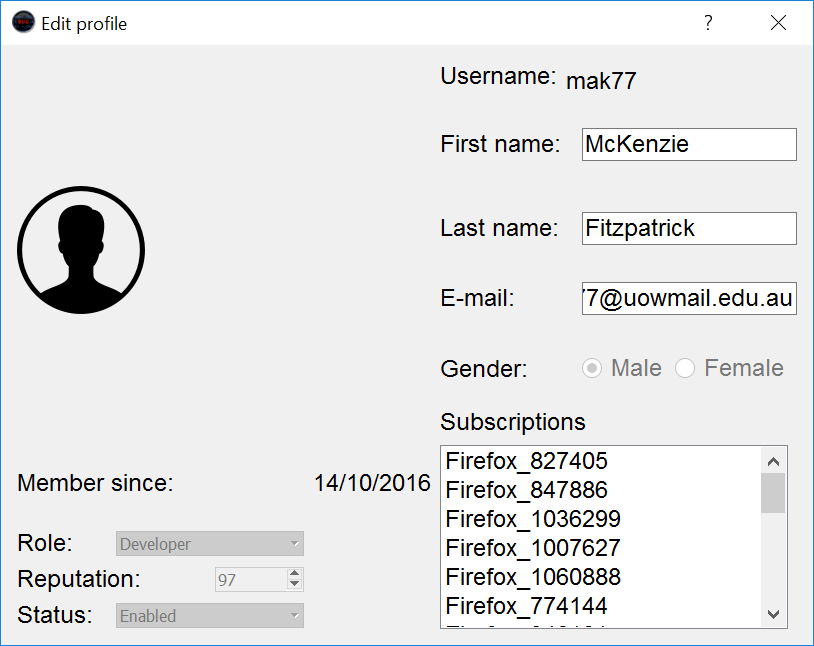 Edit profile
?
Username: mak77
First name: McKenzie
Last name: Fitzpatrick
E-mail: 7@uowmail.edu.au
Gender: Male Female
Subscriptions
Firefox_827405
Firefox_847886
Firefox_1036299
Firefox_1007627
Firefox_1060888
Firefox_774144
Member since: 14/10/2016
Role: Developer
Reputation: 97
Status: Enabled